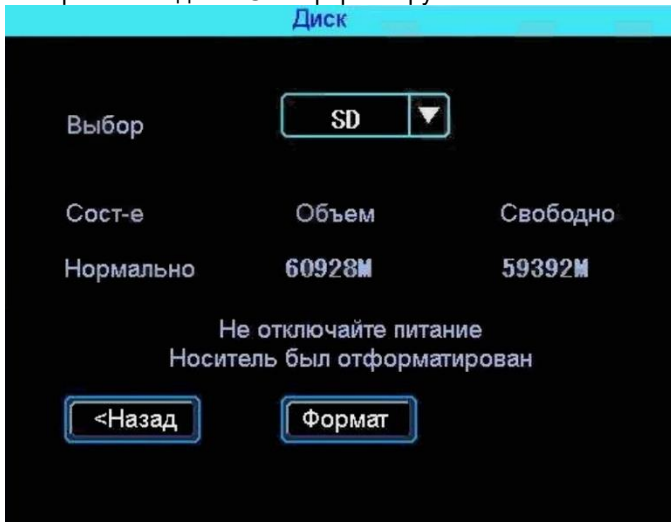 Диск
Выбор SD
Сост-е Объем Свободно
Нормально 60928M 59392M
Не отключайте питание
Носитель был отформатирован
<Назад Формат